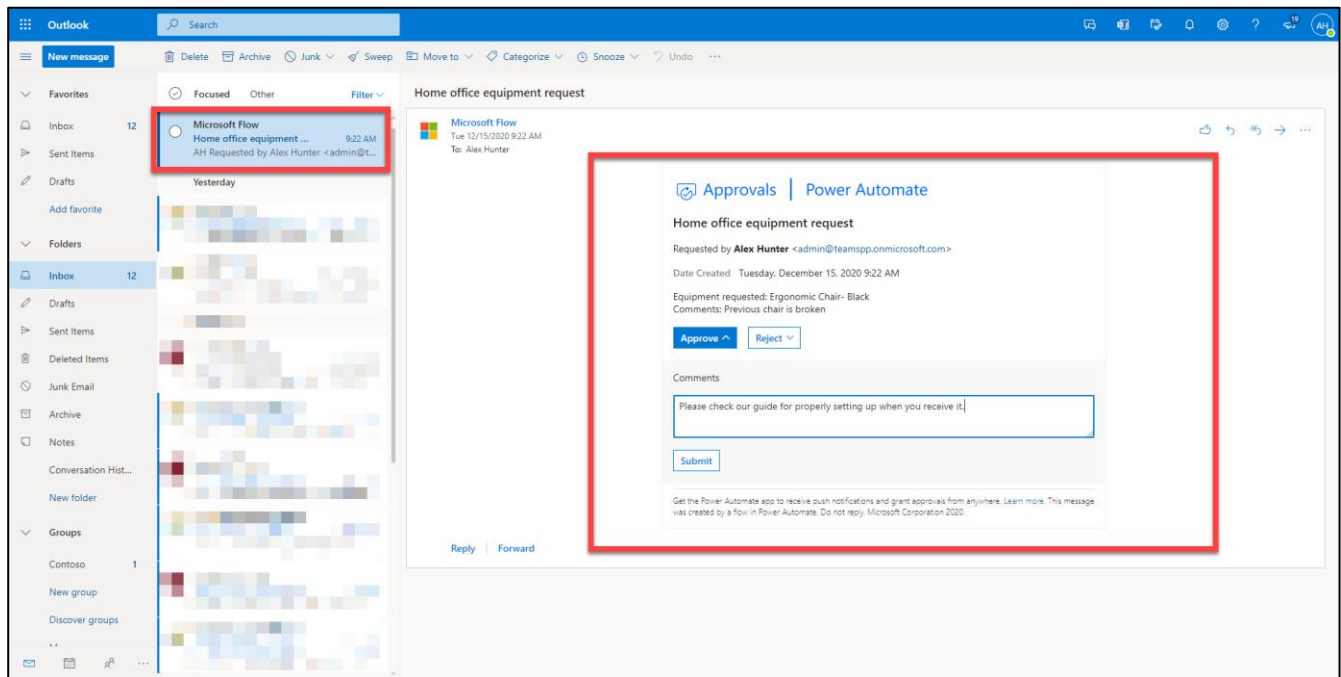 Outlook
Search
19
AH
New message
Delete Archive Junk Sweep Move to Categorize Snooze Undo ...
Favorites
Inbox 12
Sent Items
Drafts
Add favorite
Folders
Inbox 12
Drafts
Sent Items
Deleted Items
Junk Email
Archive
Notes
Conversation Hist...
New folder
Groups
Contoso 1
New group
Discover groups
Focused Other Filter
Microsoft Flow
Home office equipment ... 9:22 AM
AH Requested by Alex Hunter <admin@t...
Yesterday
Home office equipment request
Microsoft Flow
Tue 12/15/2020 9:22 AM
To: Alex Hunter
Approvals | Power Automate
Home office equipment request
Requested by Alex Hunter <admin@teamspp.onmicrosoft.com>
Date Created Tuesday, December 15, 2020 9:22 AM
Equipment requested: Ergonomic Chair- Black
Comments: Previous chair is broken
Approve Reject
Comments
Please check our guide for properly setting up when you receive it.
Submit
Get the Power Automate app to receive push notifications and grant approvals from anywhere. Learn more. This message
was created by a flow in Power Automate. Do not reply. Microsoft Corporation 2020.
Reply Forward